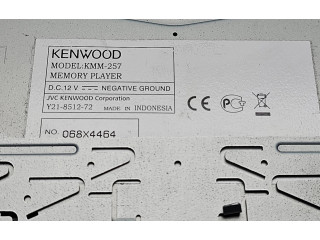 KENWOOD
MODEL:KMM-257
MEMORY PLAYER
D.C.12 V NEGATIVE GROUND
JVC KENWOOD Corporation
Y21-8512-72 MADE IN INDONESIA
NO 068X4464